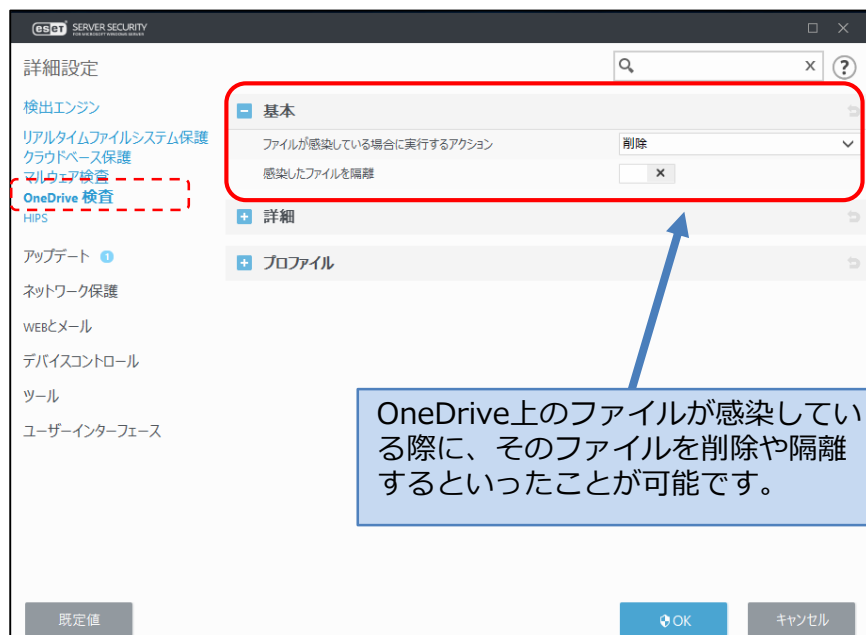 eset SERVER SECURITY
FOR MICROSOFT WINDOWS SERVER
詳細設定
検出エンジン
リアルタイムファイルシステム保護
クラウドベース保護
マルウェア検査
OneDrive 検査
HIPS
アップデート 1
ネットワーク保護
WEBとメール
デバイスコントロール
ツール
ユーザーインターフェース
基本
ファイルが感染している場合に実行するアクション 削除
感染したファイルを隔離
詳細
プロファイル
OneDrive上のファイルが感染してい
る際に、そのファイルを削除や隔離
するといったことが可能です。
既定値
OK
キャンセル